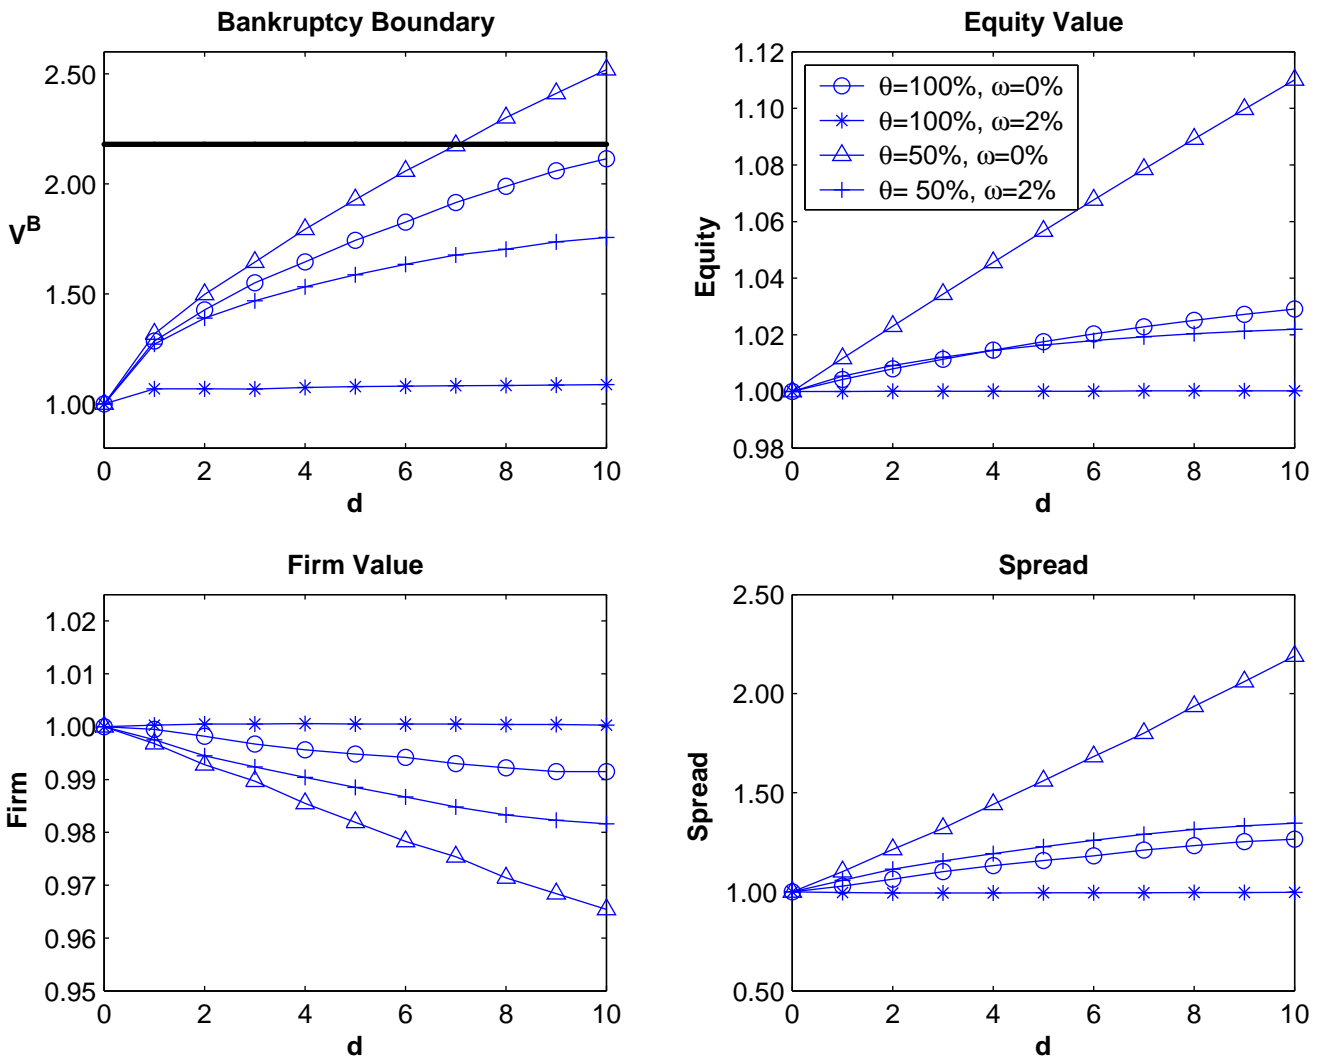 Bankruptcy Boundary
2.50
2.00
1.50
1.00
V^B
0 2 4 6 8 10
d
Equity Value
1.12
1.10
1.08
1.06
1.04
1.02
1.00
0.98
Equity
θ=100%, ω=0%
θ=100%, ω=2%
θ=50%, ω=0%
θ= 50%, ω=2%
0 2 4 6 8 10
d
Firm Value
1.02
1.01
1.00
0.99
0.98
0.97
0.96
0.95
Firm
0 2 4 6 8 10
d
Spread
2.50
2.00
1.50
1.00
0.50
Spread
0 2 4 6 8 10
d